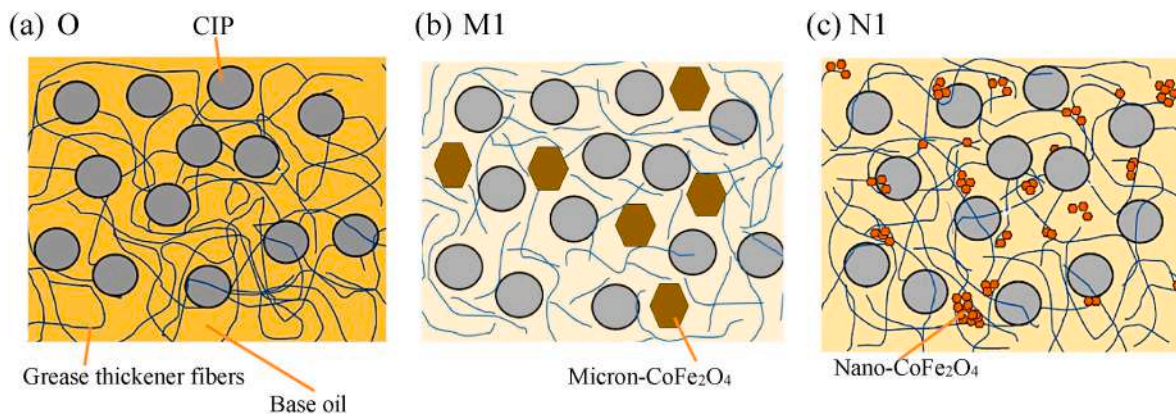 (a) O
CIP
Grease thickener fibers
Base oil
(b) M1
Micron-CoFe₂O₄
(c) N1
Nano-CoFe₂O₄